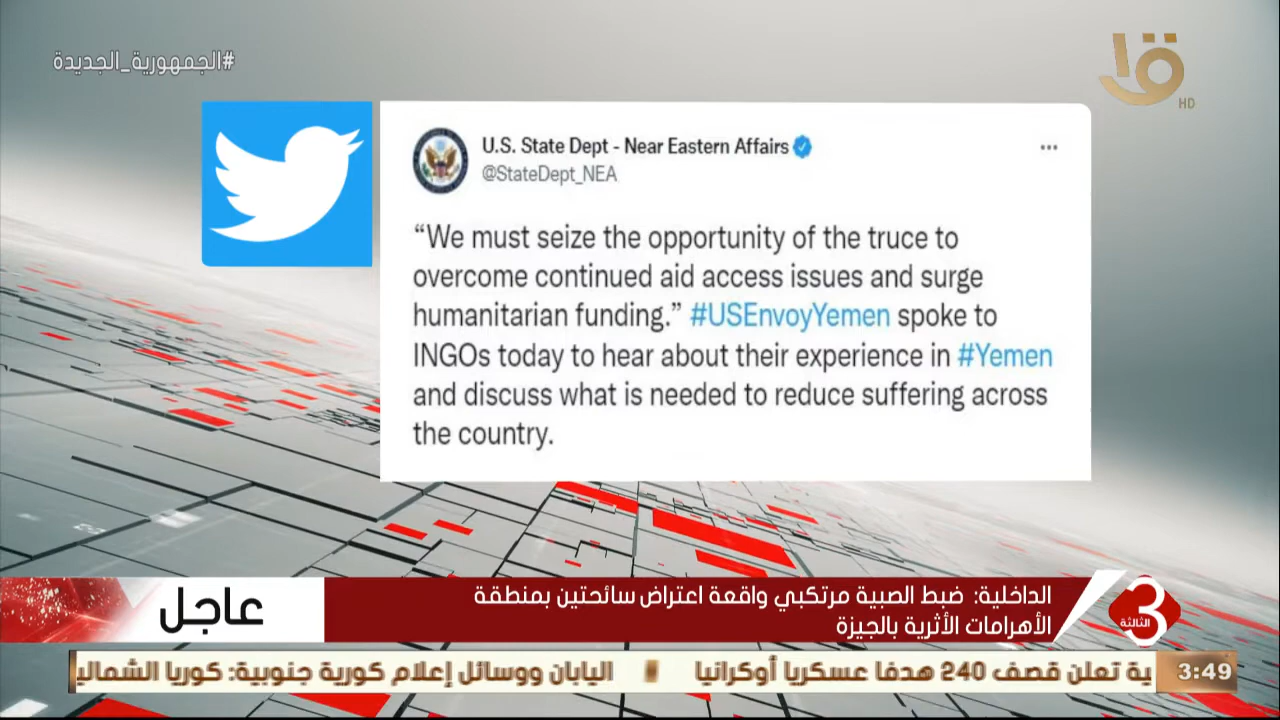 #الجمهورية_الجديدة
HD
U.S. State Dept - Near Eastern Affairs
@StateDept_NEA
“We must seize the opportunity of the truce to
overcome continued aid access issues and surge
humanitarian funding.” #USEnvoyYemen spoke to
INGOs today to hear about their experience in #Yemen
and discuss what is needed to reduce suffering across
the country.
3
الثالثة
الداخلية: ضبط الصبية مرتكبي واقعة اعتراض سائحتين بمنطقة
الأهرامات الأثرية بالجيزة
عاجل
3:49
ية تعلن قصف 240 هدفا عسكريا أوكرانيا
اليابان ووسائل إعلام كورية جنوبية: كوريا الشمالي